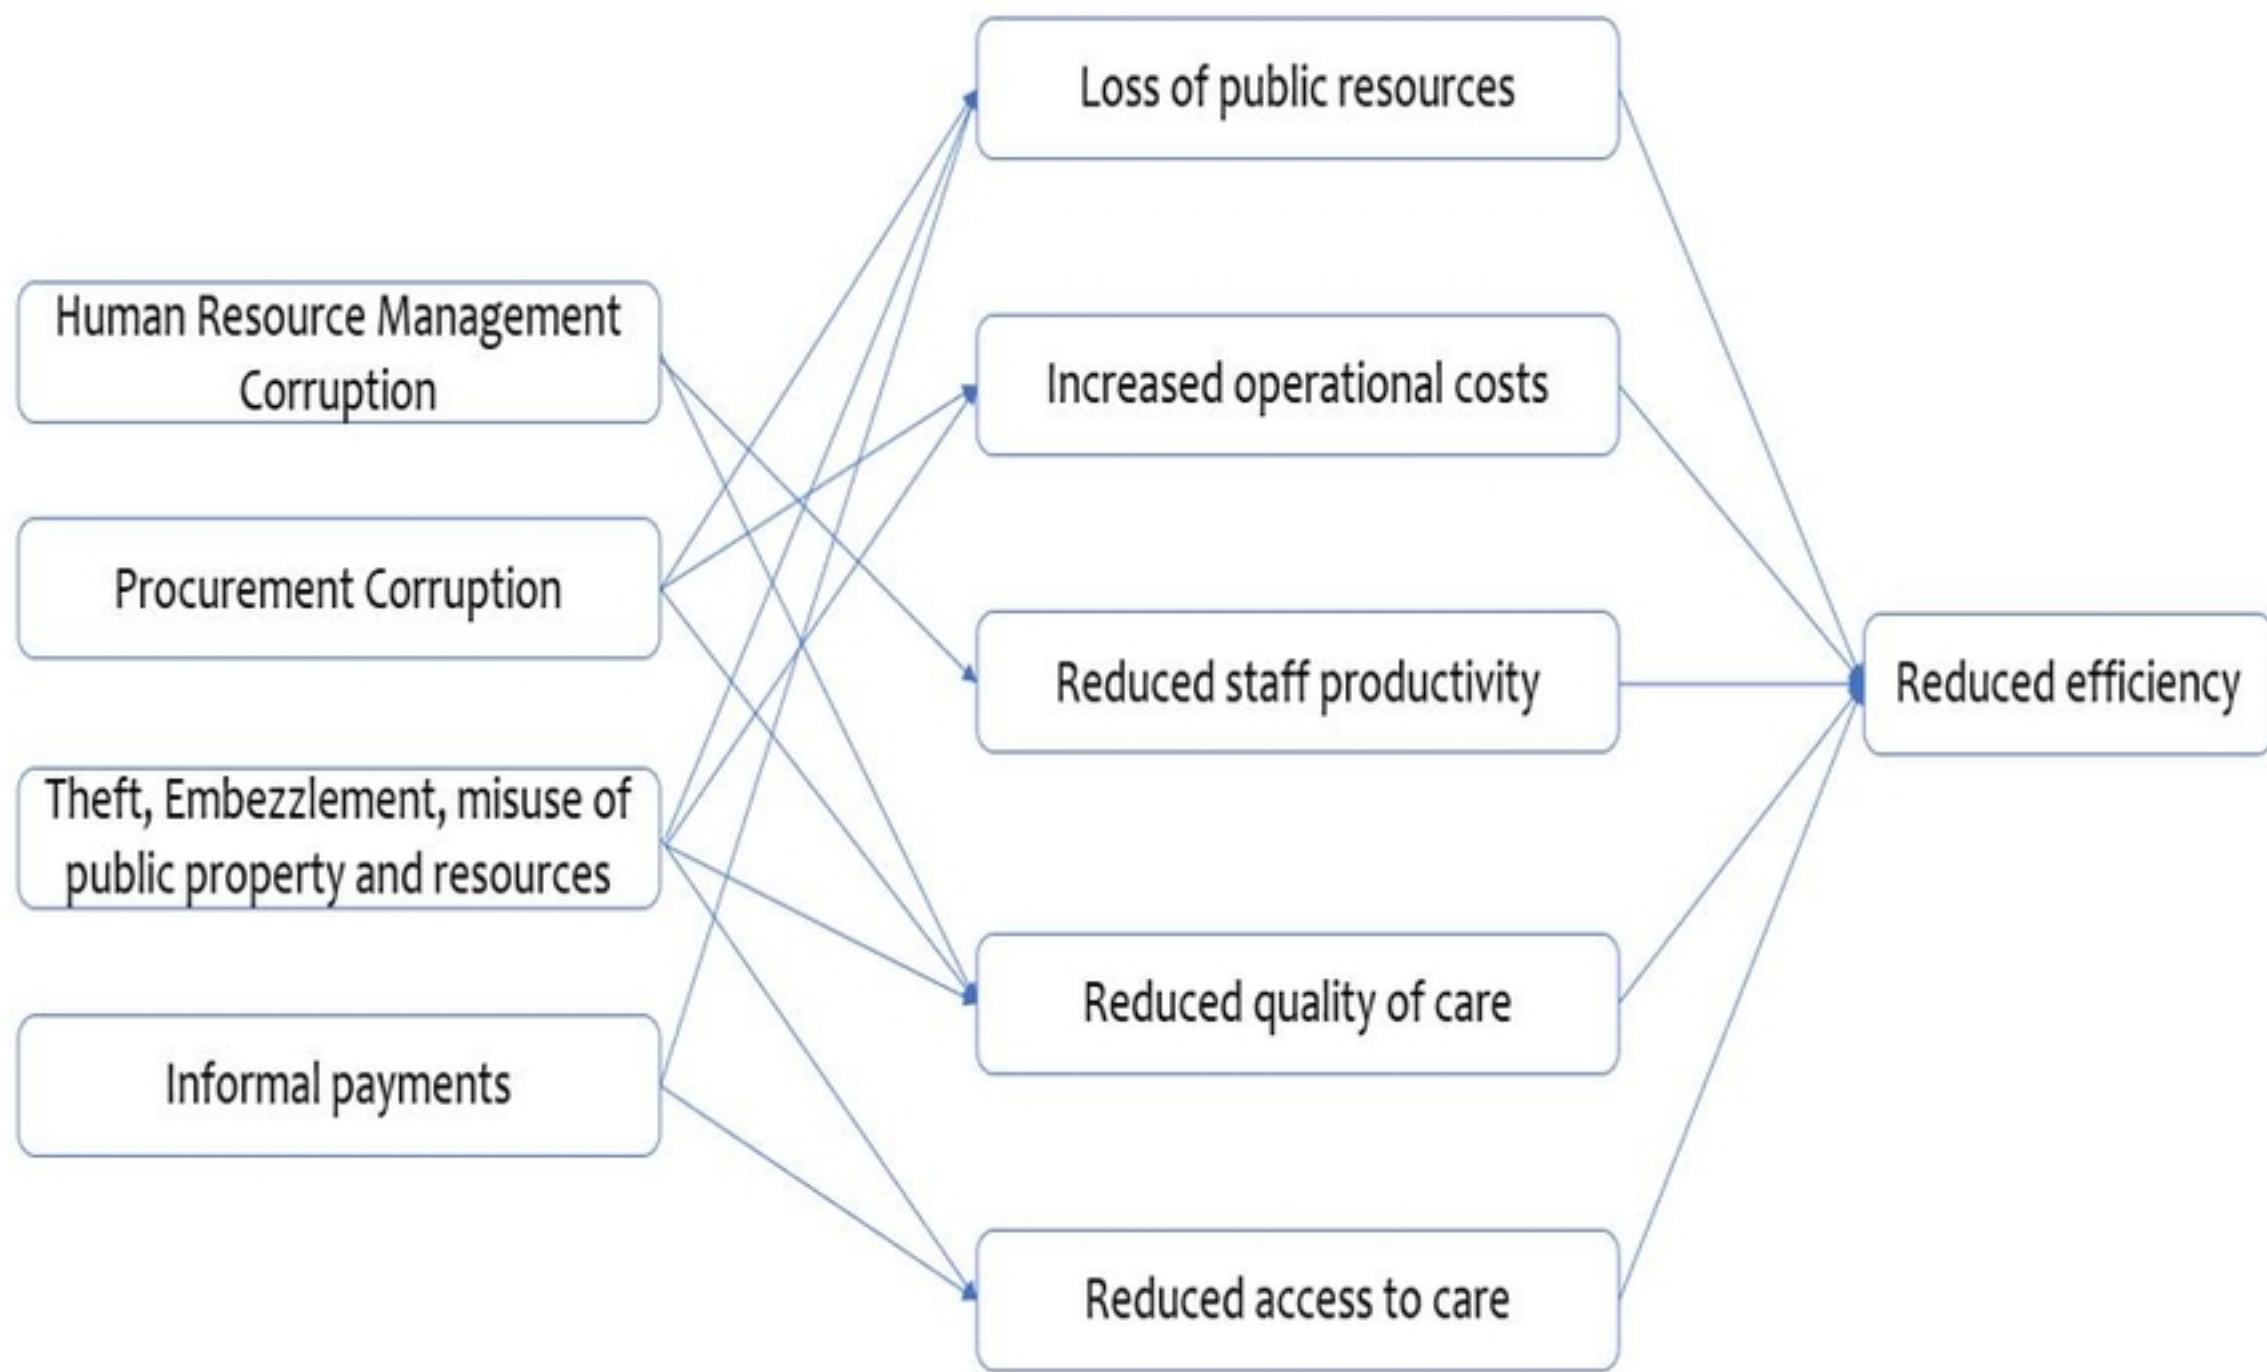 Human Resource Management
Corruption
Procurement Corruption
Theft, Embezzlement, misuse of
public property and resources
Informal payments
Loss of public resources
Increased operational costs
Reduced staff productivity
Reduced quality of care
Reduced access to care
Reduced efficiency